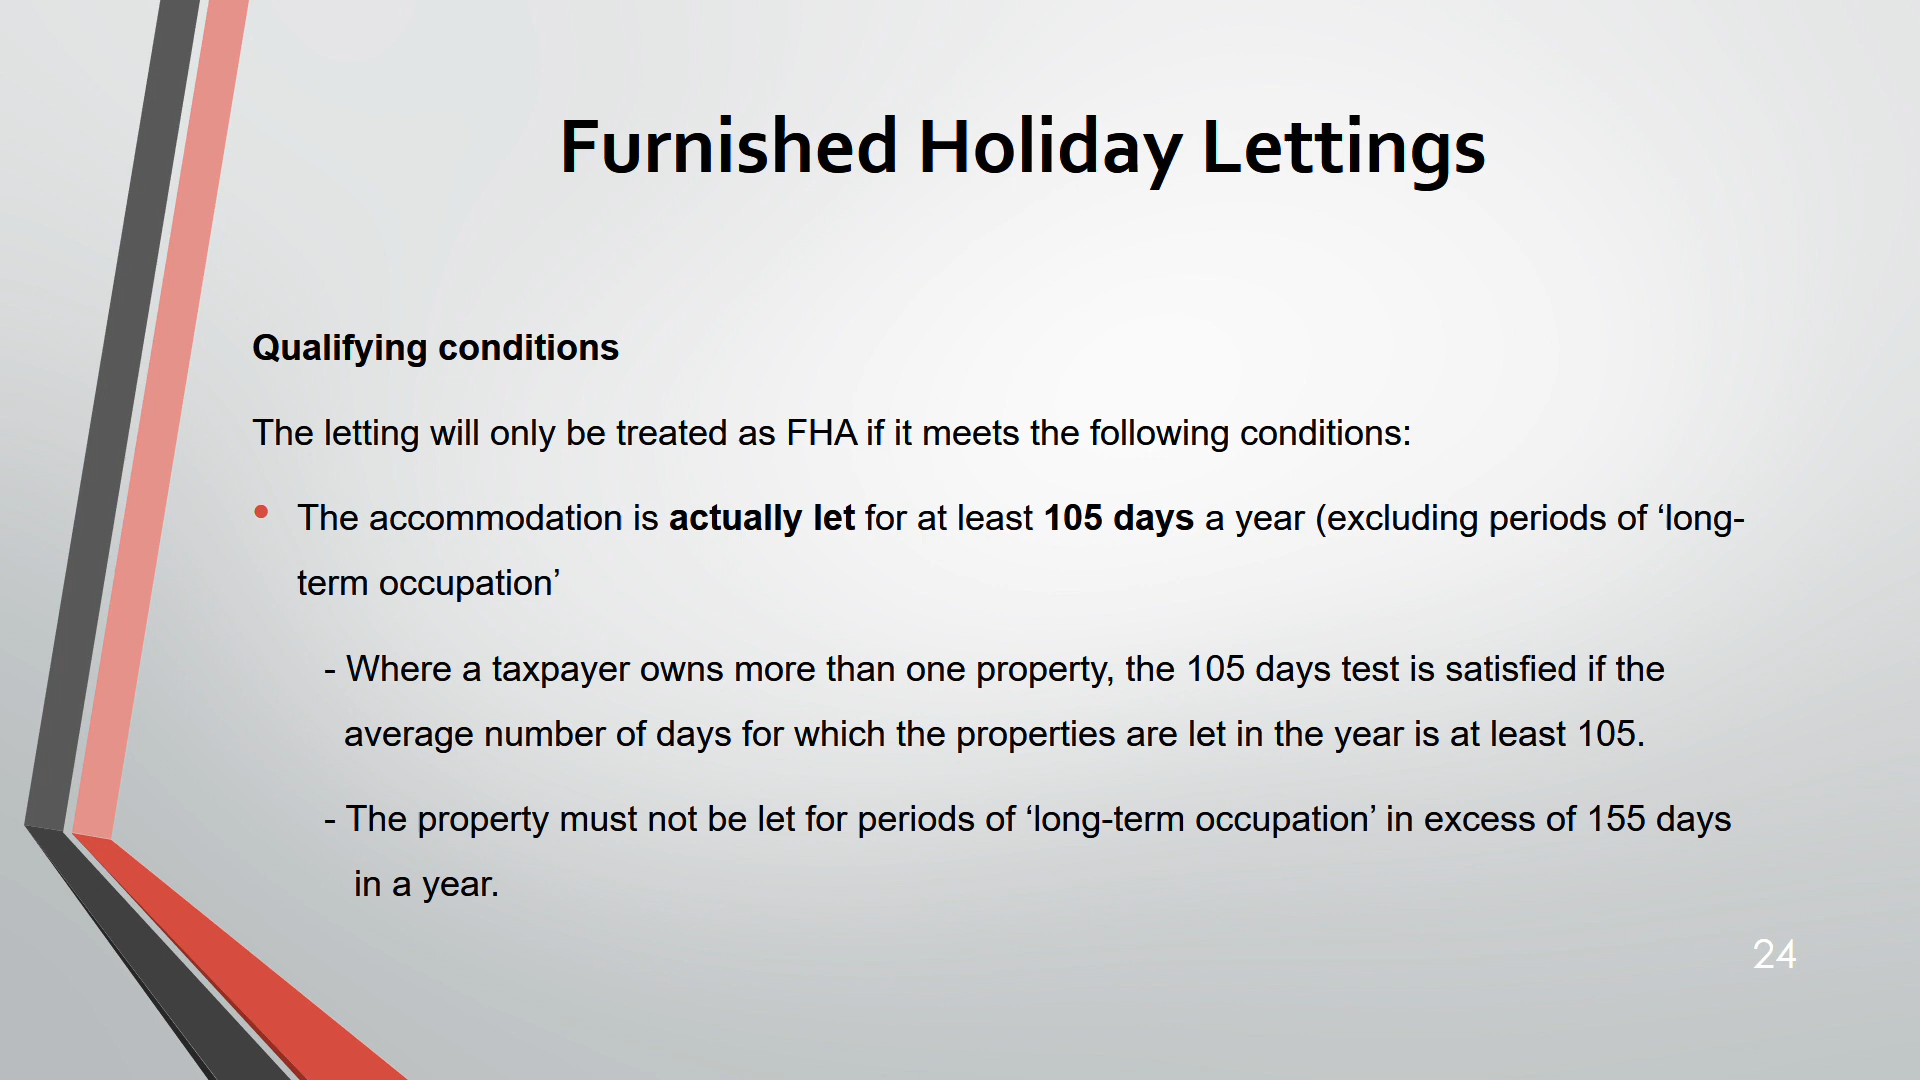 Furnished Holiday Lettings
Qualifying conditions
The letting will only be treated as FHA if it meets the following conditions:
• The accommodation is actually let for at least 105 days a year (excluding periods of ‘long-
term occupation’
- Where a taxpayer owns more than one property, the 105 days test is satisfied if the
average number of days for which the properties are let in the year is at least 105.
- The property must not be let for periods of ‘long-term occupation’ in excess of 155 days
in a year.
24